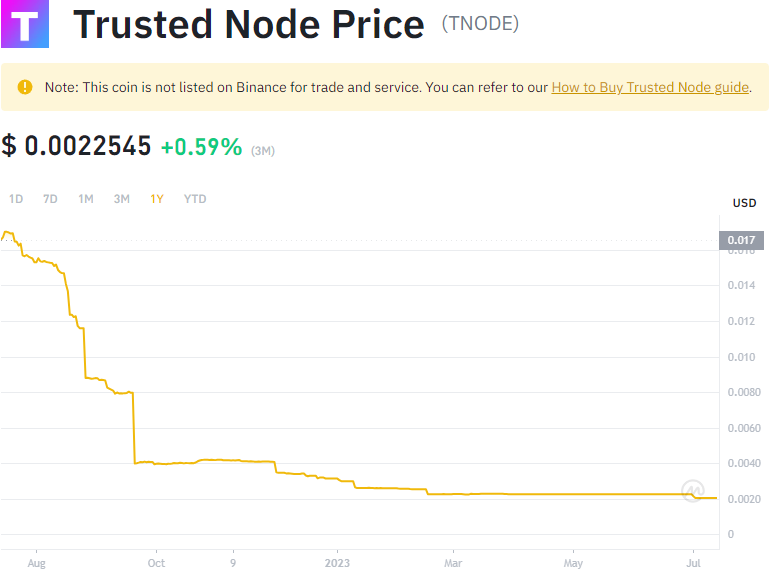 T
Trusted Node Price (TNODE)
! Note: This coin is not listed on Binance for trade and service. You can refer to our How to Buy Trusted Node guide.
$ 0.0022545 +0.59% (3M)
1D 7D 1M 3M 1Y YTD
USD
0.017
0.016
0.014
0.012
0.010
0.0080
0.0060
0.0040
0.0020
0
Aug Oct 9 2023 Mar May Jul